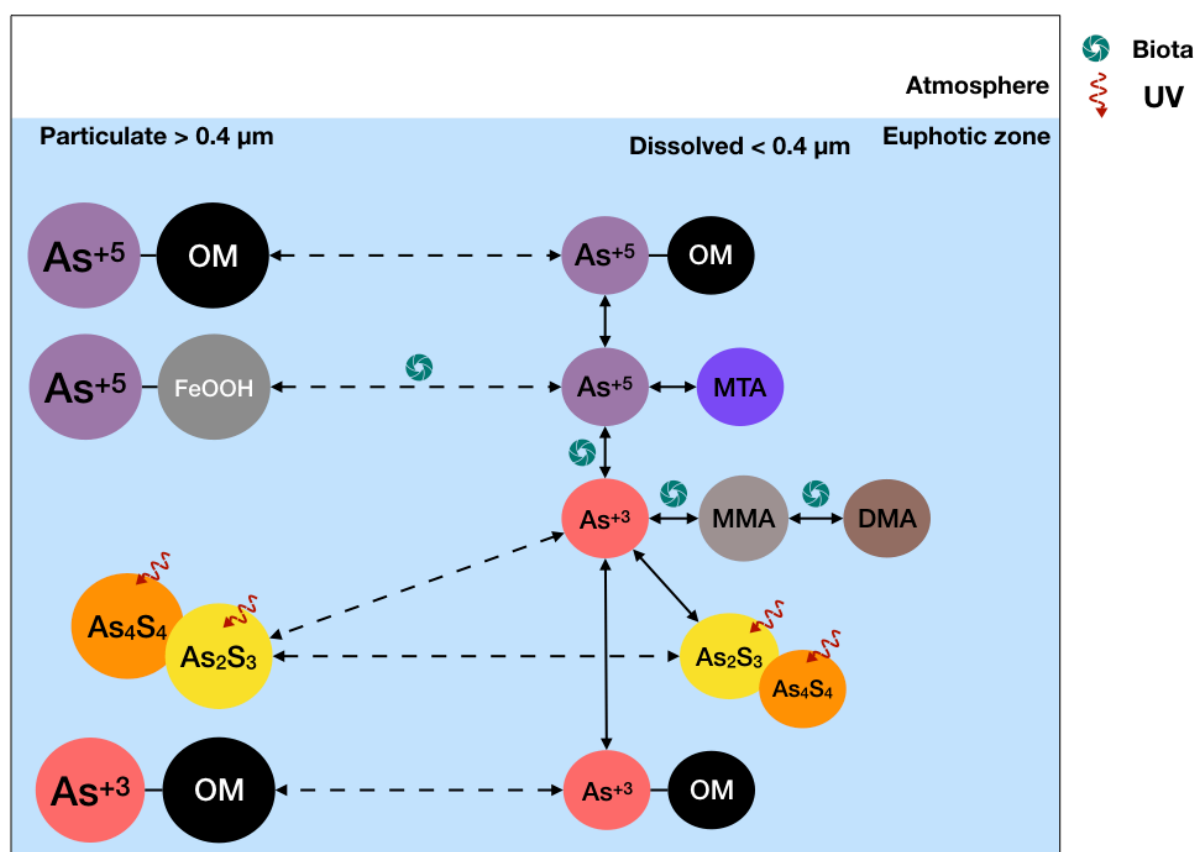 Biota
UV
Atmosphere
Particulate > 0.4 µm
Dissolved < 0.4 µm
Euphotic zone
As+5 OM
As+5 OM
As+5 FeOOH
As+5 MTA
As+3 MMA DMA
As4S4
As2S3
As2S3
As4S4
As+3 OM
As+3 OM